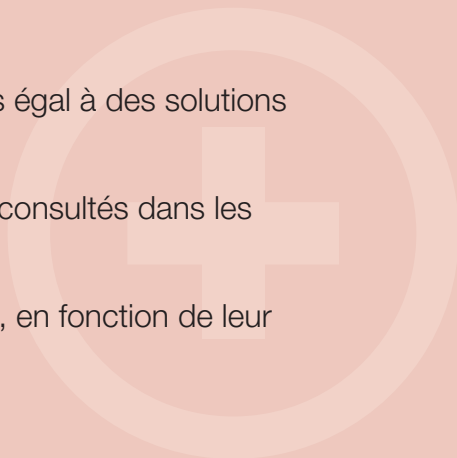 s égal à des solutions
consultés dans les
, en fonction de leur